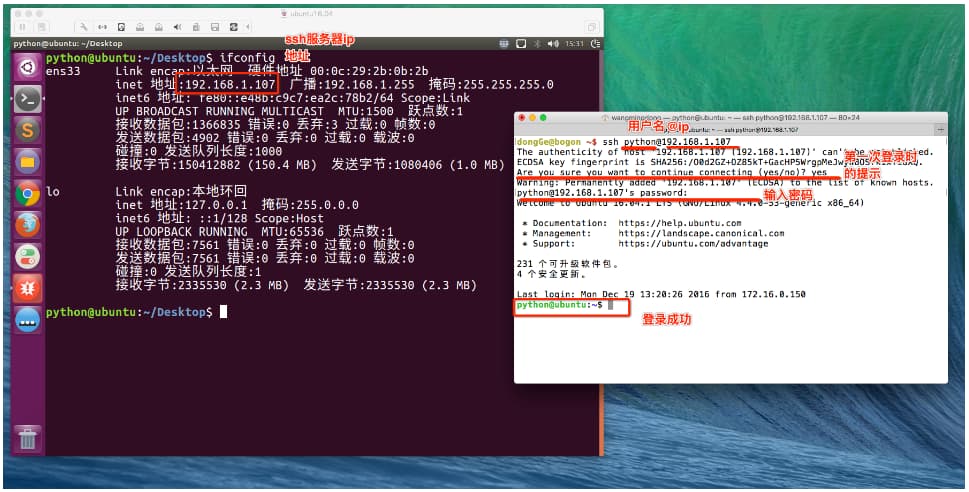 ubuntu16.04
python@ubuntu: ~/Desktop
15:31
ssh服务器ip
地址
python@ubuntu:~/Desktop$ ifconfig
ens33 Link encap:以太网 硬件地址 00:0c:29:2b:0b:2b
inet 地址:192.168.1.107 广播:192.168.1.255 掩码:255.255.255.0
inet6 地址: fe80::e48b:c9c7:ea2c:78b2/64 Scope:Link
UP BROADCAST RUNNING MULTICAST MTU:1500 跃点数:1
接收数据包:1366835 错误:0 丢弃:3 过载:0 帧数:0
发送数据包:4902 错误:0 丢弃:0 过载:0 载波:0
碰撞:0 发送队列长度:1000
接收字节:150412882 (150.4 MB) 发送字节:1080406 (1.0 MB)
lo Link encap:本地环回
inet 地址:127.0.0.1 掩码:255.0.0.0
inet6 地址: ::1/128 Scope:Host
UP LOOPBACK RUNNING MTU:65536 跃点数:1
接收数据包:7561 错误:0 丢弃:0 过载:0 帧数:0
发送数据包:7561 错误:0 丢弃:0 过载:0 载波:0
碰撞:0 发送队列长度:1
接收字节:2335530 (2.3 MB) 发送字节:2335530 (2.3 MB)
python@ubuntu:~/Desktop$
python@ubuntu: ~ — ssh python@192.168.1.107 — 80×24
用户名@ip
ubuntu: ~ — ssh python@192.168.1.107
dongGe@bogon ~$ ssh python@192.168.1.107
The authenticity of host '192.168.1.107 (192.168.1.107)' can't be established.
ECDSA key fingerprint is
第一次登录时
的提示
Are you sure you want to continue connecting (yes/no)? yes
Warning: Permanently added '192.168.1.107' (ECDSA) to the list of known hosts.
python@192.168.1.107's password:
输入密码
Welcome to Ubuntu 16.04.1 LTS (GNU/Linux 4.4.0-53-generic x86_64)
* Documentation: https://help.ubuntu.com
* Management: https://landscape.canonical.com
* Support: https://ubuntu.com/advantage
231 个可升级软件包。
4 个安全更新。
Last login: Mon Dec 19 13:20:26 2016 from 172.16.0.150
python@ubuntu:~$
登录成功